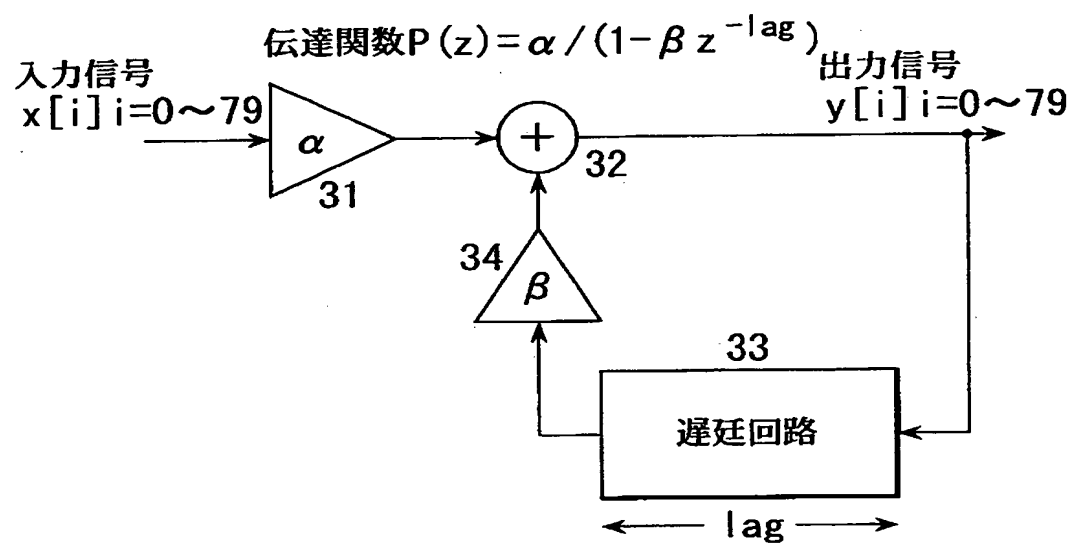 伝達関数P(z)=α/(1-βz^-lag)
入力信号
x[i]i=0〜79
出力信号
y[i]i=0〜79
α
31
+
32
34
β
33
遅廷回路
lag